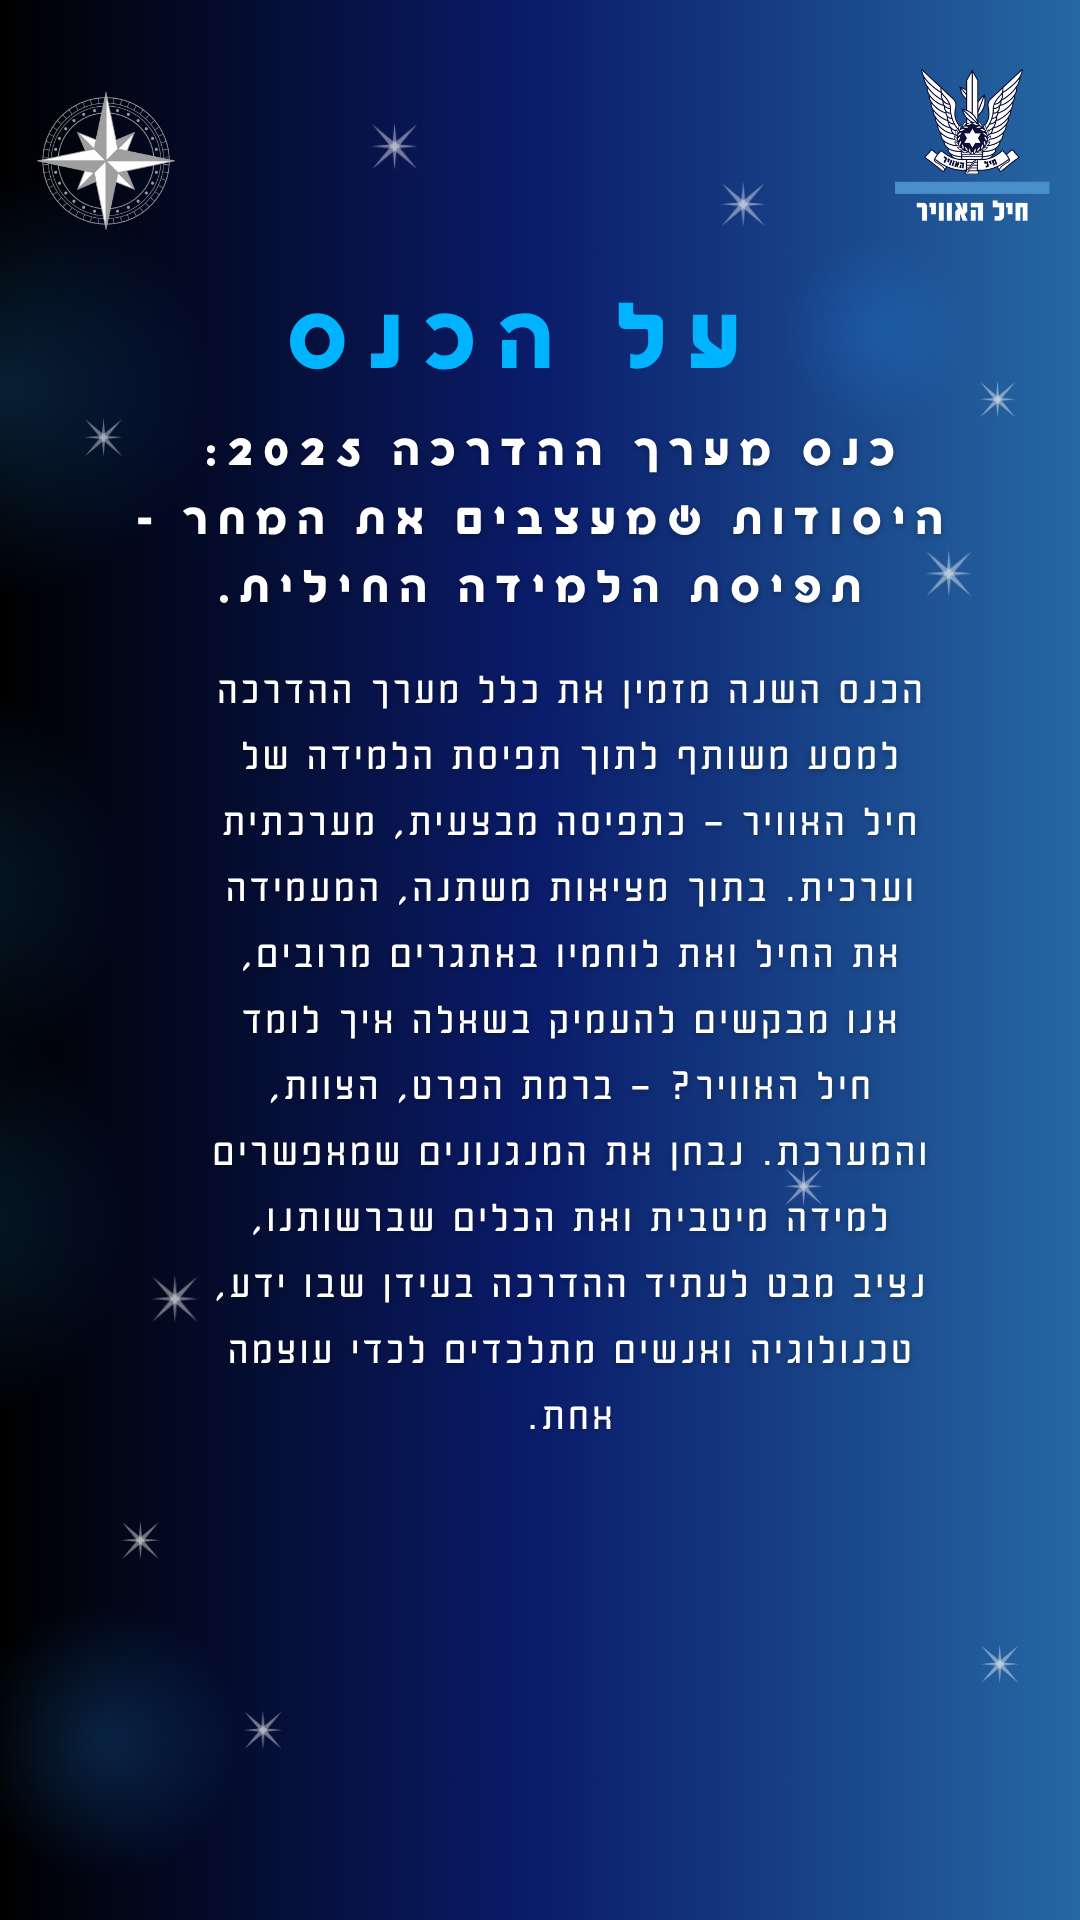 חיל האוויר
חיל האוויר
על הכנס
כנס מערך ההדרכה 2025:
היסודות שמעצבים את המחר -
תפיסת הלמידה החילית.
הכנס השנה מזמין את כלל מערך ההדרכה
למסע משותף לתוך תפיסת הלמידה של
חיל האוויר – כתפיסה מבצעית, מערכתית
וערכית. בתוך מציאות משתנה, המעמידה
את החיל ואת לוחמיו באתגרים מרובים,
אנו מבקשים להעמיק בשאלה איך לומד
חיל האוויר? – ברמת הפרט, הצוות,
והמערכת. נבחן את המנגנונים שמאפשרים
למידה מיטבית ואת הכלים שברשותנו,
נציב מבט לעתיד ההדרכה בעידן שבו ידע,
טכנולוגיה ואנשים מתלכדים לכדי עוצמה
אחת.